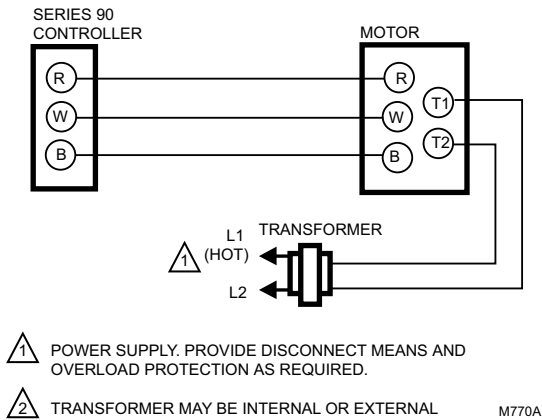 SERIES 90
CONTROLLER
MOTOR
R
R
W
W
B
B
T1
T2
TRANSFORMER
L1
(HOT)
1
L2
1 POWER SUPPLY. PROVIDE DISCONNECT MEANS AND
OVERLOAD PROTECTION AS REQUIRED.
2 TRANSFORMER MAY BE INTERNAL OR EXTERNAL
M770A